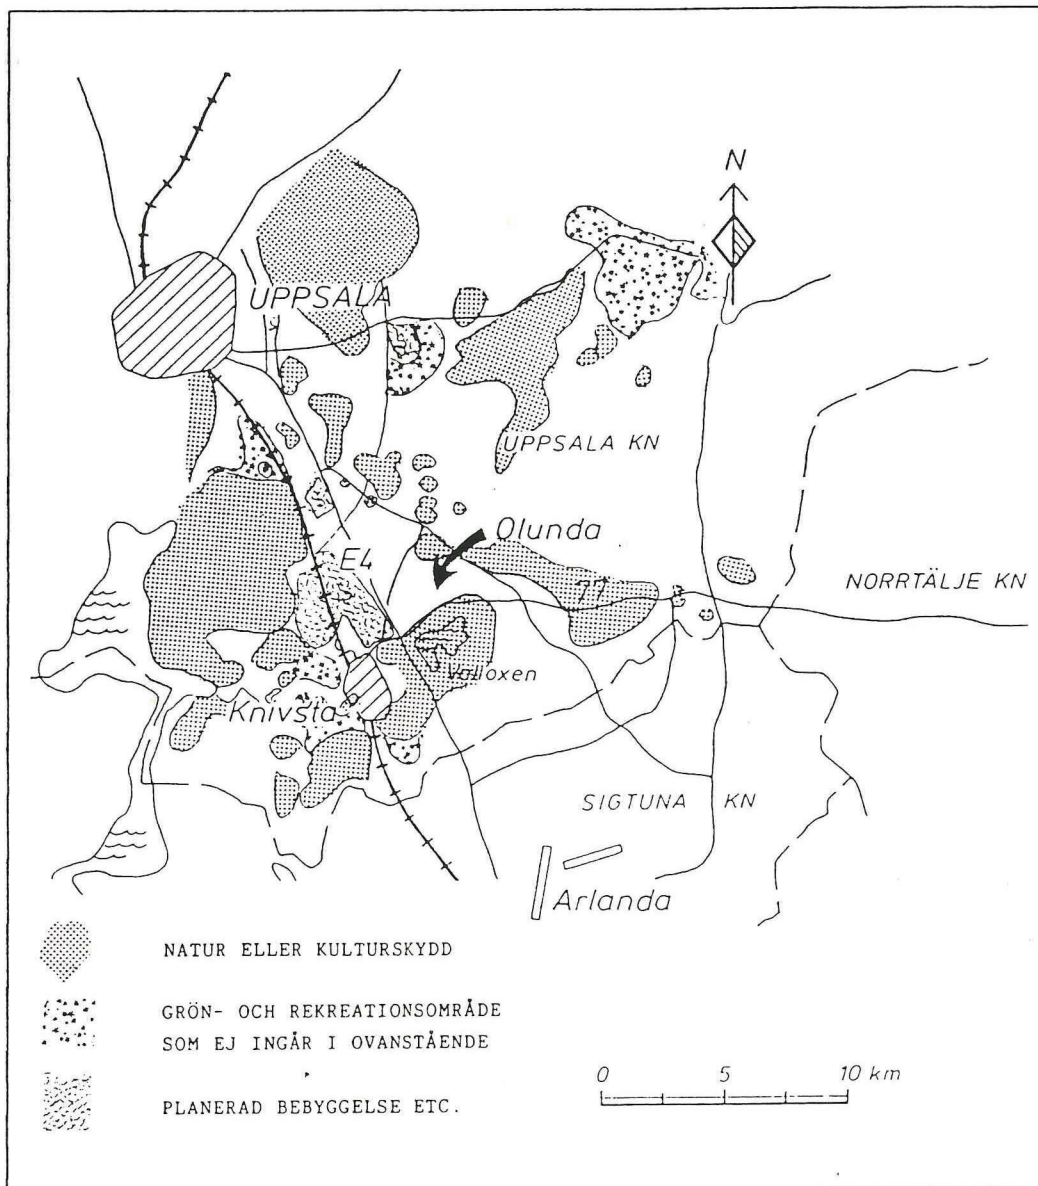 N
UPPSALA
UPPSALA KN
Olunda
E4
77
NORRTÄLJE KN
Valloxen
Knivsta
SIGTUNA KN
Arlanda
NATUR ELLER KULTURSKYDD
GRÖN- OCH REKREATIONSOMRÅDE
SOM EJ INGÅR I OVANSTÅENDE
PLANERAD BEBYGGELSE ETC.
0 5 10 km